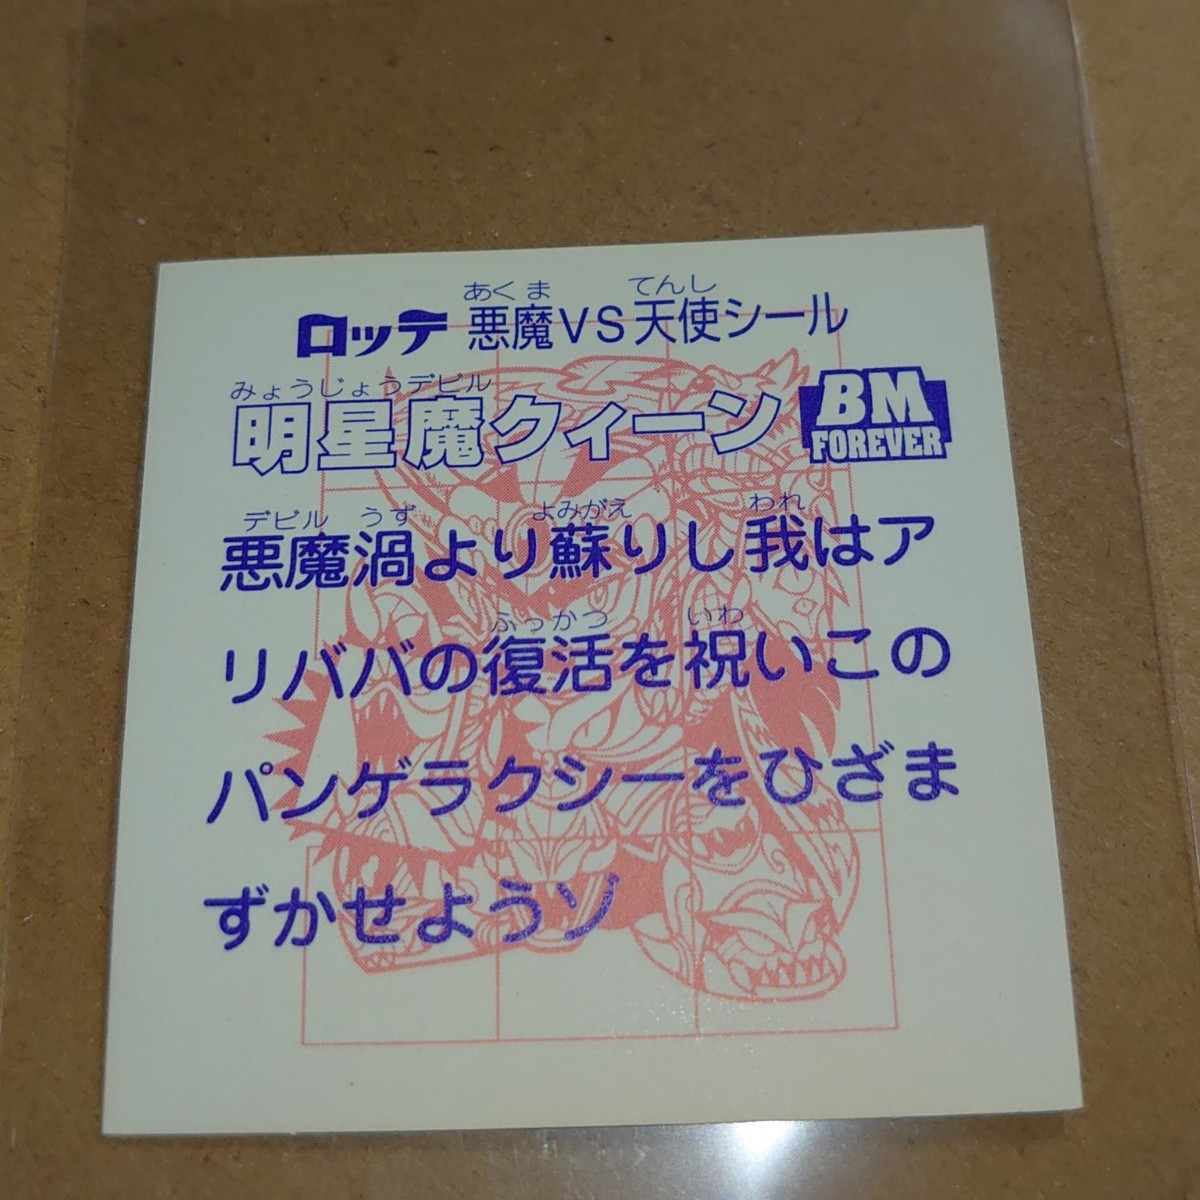 あくま てんし
ロッテ 悪魔VS天使シール
みょうじょうデビル
明星魔クィーン BM FOREVER
デビル うず よみがえ われ
悪魔渦より蘇りし我はア
ふっかつ いわ
リババの復活を祝いこの
パンゲラクシーをひざま
ずかせようゾ